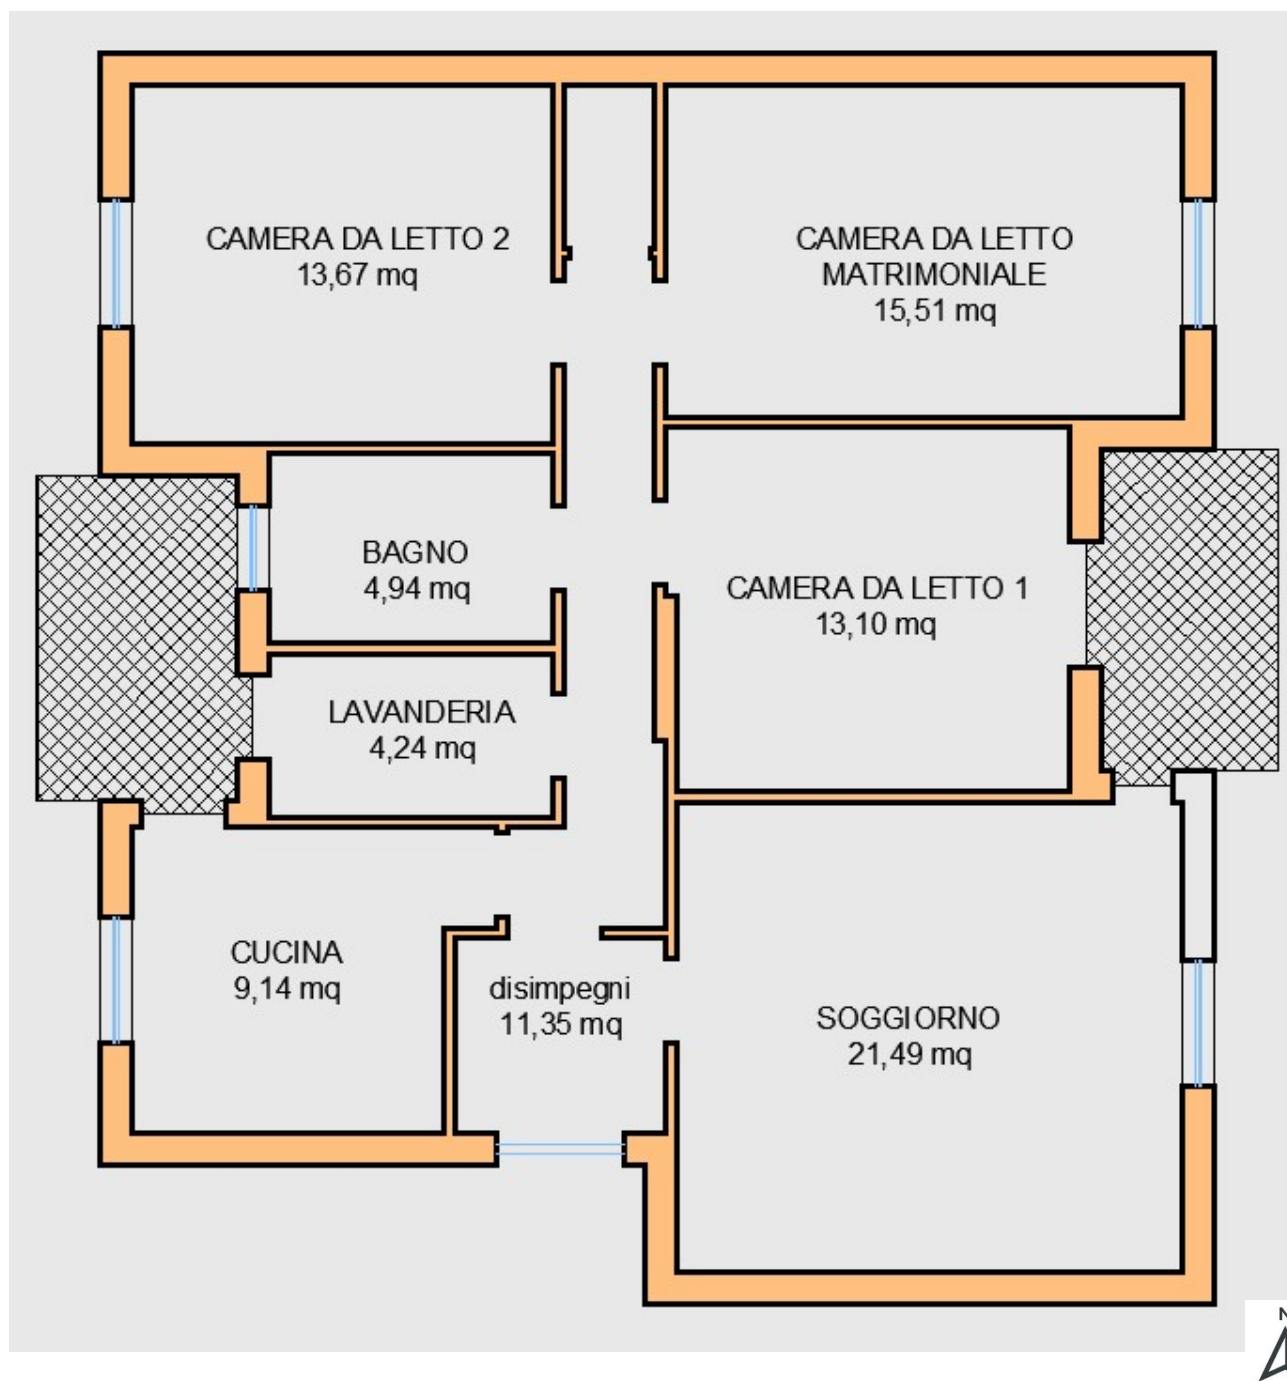 CAMERA DA LETTO 2
13,67 mq
CAMERA DA LETTO
MATRIMONIALE
15,51 mq
BAGNO
4,94 mq
CAMERA DA LETTO 1
13,10 mq
LAVANDERIA
4,24 mq
CUCINA
9,14 mq
disimpegni
11,35 mq
SOGGIORNO
21,49 mq
N